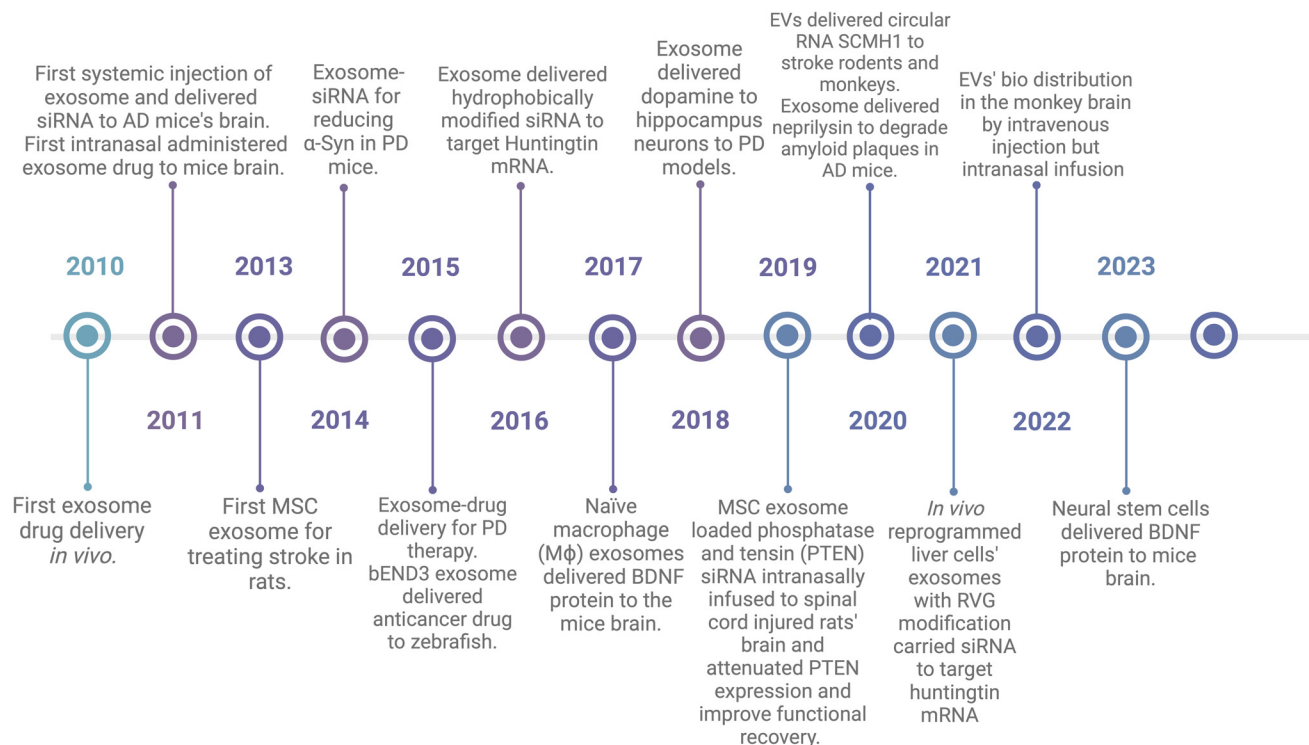 First systemic injection of
exosome and delivered
siRNA to AD mice's brain.
First intranasal administered
exosome drug to mice brain.
Exosome-
siRNA for
reducing
α-Syn in PD
mice.
Exosome delivered
hydrophobically
modified siRNA to
target Huntingtin
mRNA.
Exosome
delivered
dopamine to
hippocampus
neurons to PD
models.
EVs delivered circular
RNA SCMH1 to
stroke rodents and
monkeys.
Exosome delivered
neprilysin to degrade
amyloid plaques in
AD mice.
EVs' bio distribution
in the monkey brain
by intravenous
injection but
intranasal infusion
2010
2013
2015
2017
2019
2021
2023
2011
2014
2016
2018
2020
2022
First exosome
drug delivery
in vivo.
First MSC
exosome for
treating stroke in
rats.
Exosome-drug
delivery for PD
therapy.
bEND3 exosome
delivered
anticancer drug
to zebrafish.
Naïve
macrophage
(Mɸ) exosomes
delivered BDNF
protein to the
mice brain.
MSC exosome
loaded phosphatase
and tensin (PTEN)
siRNA intranasally
infused to spinal
cord injured rats'
brain and
attenuated PTEN
expression and
improve functional
recovery.
In vivo
reprogrammed
liver cells'
exosomes
with RVG
modification
carried siRNA
to target
huntingtin
mRNA
Neural stem cells
delivered BDNF
protein to mice
brain.